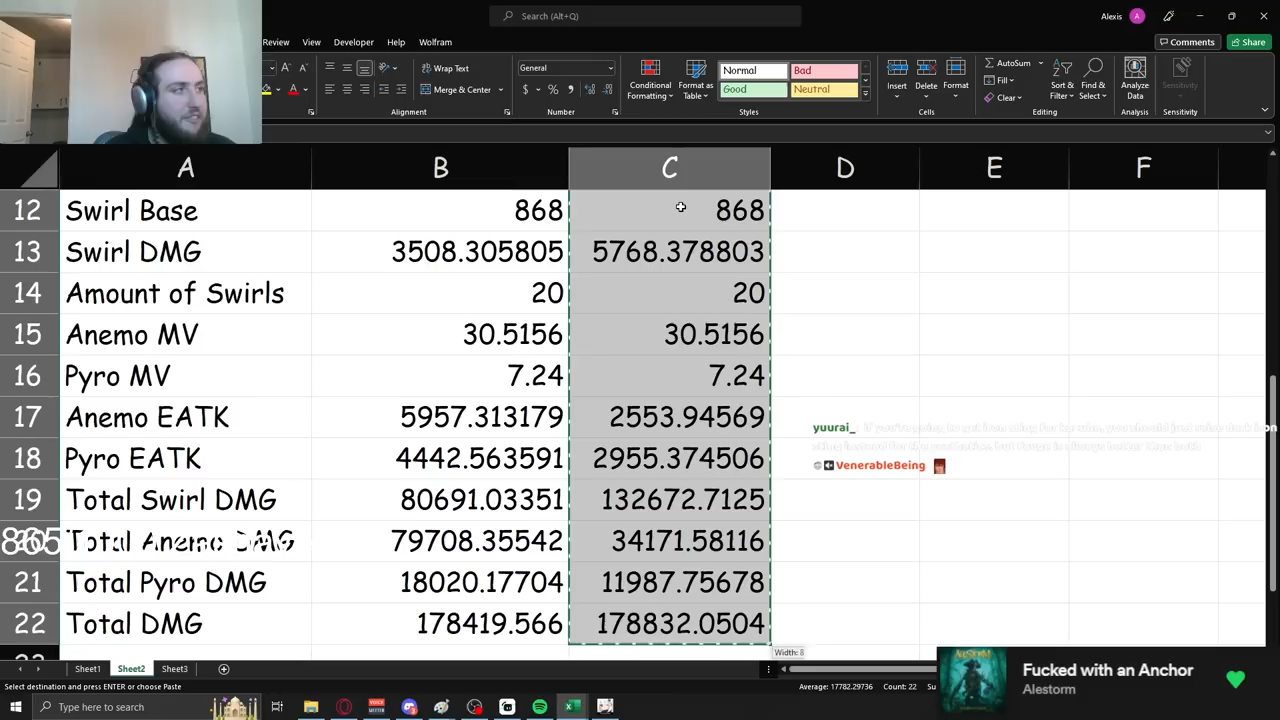 Search (Alt+Q)
Alexis
A
Review View Developer Help Wolfram
Comments
Share
Wrap Text
Merge & Center
General
Conditional Formatting
Format as Table
Normal
Bad
Good
Neutral
Insert
Delete
Format
AutoSum
Fill
Clear
Sort & Filter
Find & Select
Analyze Data
Sensitivity
Alignment
Number
Styles
Cells
Editing
Analysis
Sensitivity
A B C D E F
12 Swirl Base 868 868
13 Swirl DMG 3508.305805 5768.378803
14 Amount of Swirls 20 20
15 Anemo MV 30.5156 30.5156
16 Pyro MV 7.24 7.24
17 Anemo EATK 5957.313179 2553.94569
18 Pyro EATK 4442.563591 2955.374506
19 Total Swirl DMG 80691.03351 132672.7125
Total Anemo DMG 79708.35542 34171.58116
21 Total Pyro DMG 18020.17704 11987.75678
22 Total DMG 178419.566 178832.0504
yuurai_
VenerableBeing
Width: 8
Sheet1 Sheet2 Sheet3
Select destination and press ENTER or choose Paste
Average: 17782.29736 Count: 22 Su
Fucked with an Anchor
Alestorm
Type here to search